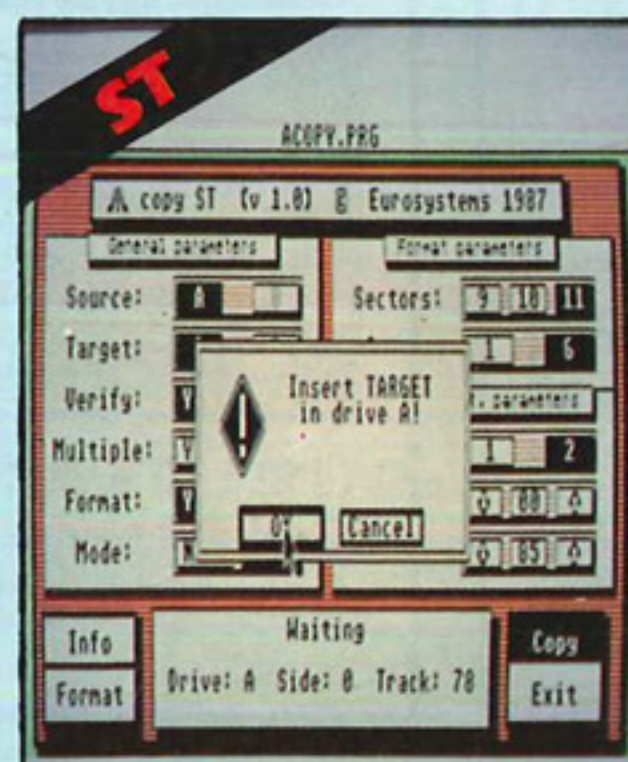 ST
ACOPY.PRG
A copy ST (v 1.0) © Eurosystems 1987
General parameters
Format parameters
Source: A
Sectors: 9 10 11
Target:
1 6
Verify: Y
parameters
Multiple: Y
1 2
Format: Y
80
Mode:
85
Insert TARGET
in drive A!
OK Cancel
Info
Format
Waiting
Drive: A Side: 0 Track: 78
Copy
Exit